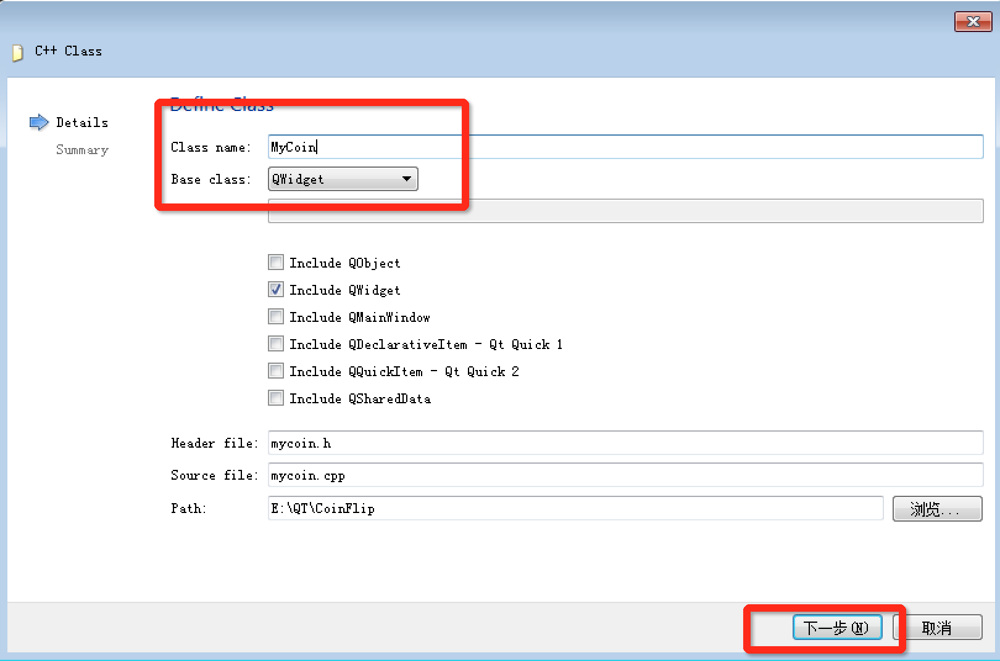 C++ Class
Details
Summary
Define Class
Class name: MyCoin
Base class: QWidget
Include QObject
Include QWidget
Include QMainWindow
Include QDeclarativeItem - Qt Quick 1
Include QQuickItem - Qt Quick 2
Include QSharedData
Header file: mycoin.h
Source file: mycoin.cpp
Path: E:\QT\CoinFlip 浏览...
下一步(N) 取消